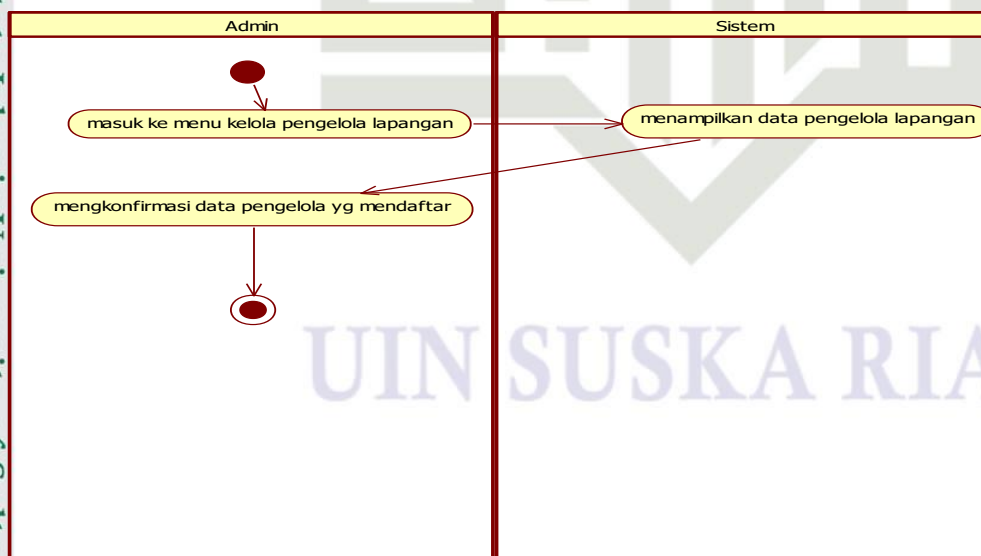 Admin
Sistem
masuk ke menu kelola pengelola lapangan
menampilkan data pengelola lapangan
mengkonfirmasi data pengelola yg mendaftar
UIN SUSKA RIA